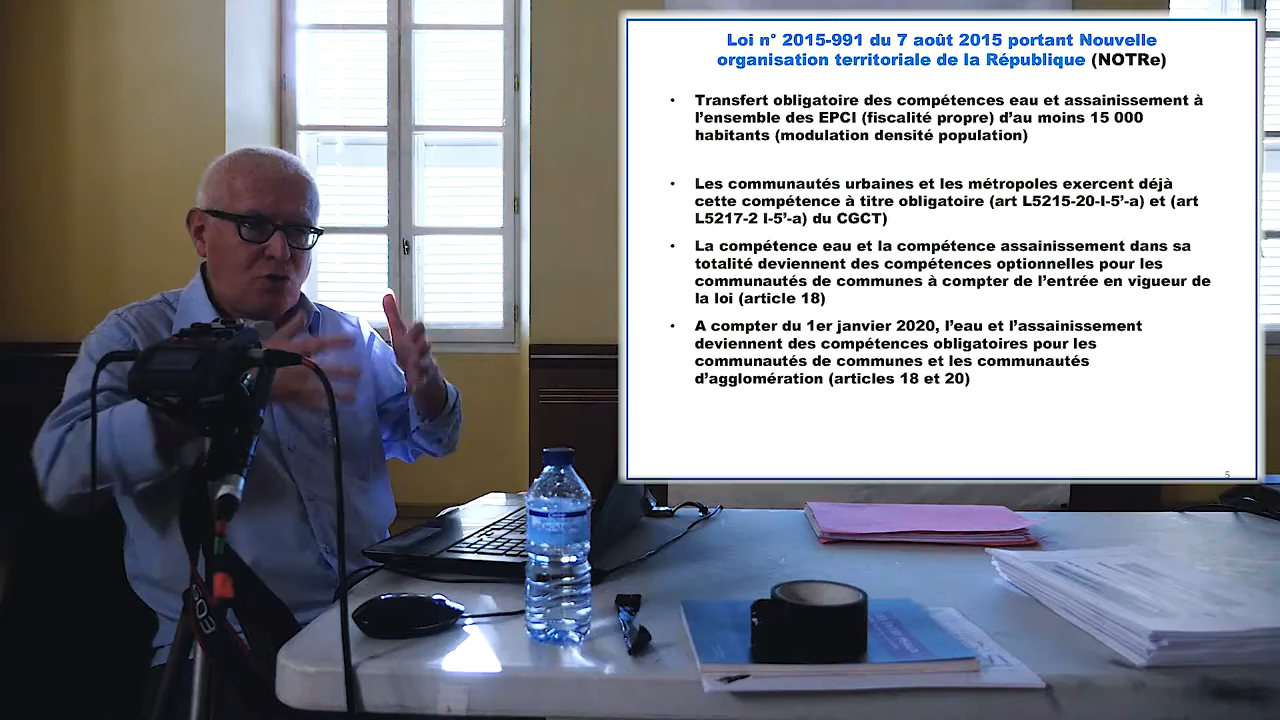 Loi n° 2015-991 du 7 août 2015 portant Nouvelle
organisation territoriale de la République (NOTRe)
• Transfert obligatoire des compétences eau et assainissement à
l'ensemble des EPCI (fiscalité propre) d'au moins 15 000
habitants (modulation densité population)
• Les communautés urbaines et les métropoles exercent déjà
cette compétence à titre obligatoire (art L5215-20-I-5'-a) et (art
L5217-2 I-5'-a) du CGCT)
• La compétence eau et la compétence assainissement dans sa
totalité deviennent des compétences optionnelles pour les
communautés de communes à compter de l'entrée en vigueur de
la loi (article 18)
• A compter du 1er janvier 2020, l'eau et l'assainissement
deviennent des compétences obligatoires pour les
communautés de communes et les communautés
d'agglomération (articles 18 et 20)
5